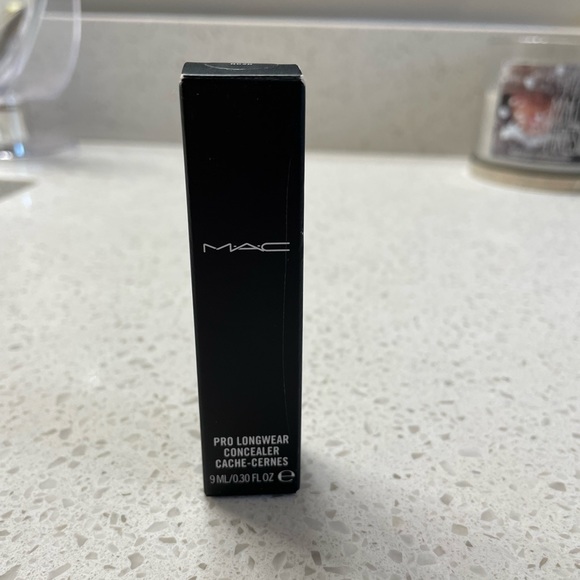 M·A·C
PRO LONGWEAR
CONCEALER
CACHE-CERNES
9 ML/0.30 FL OZ e